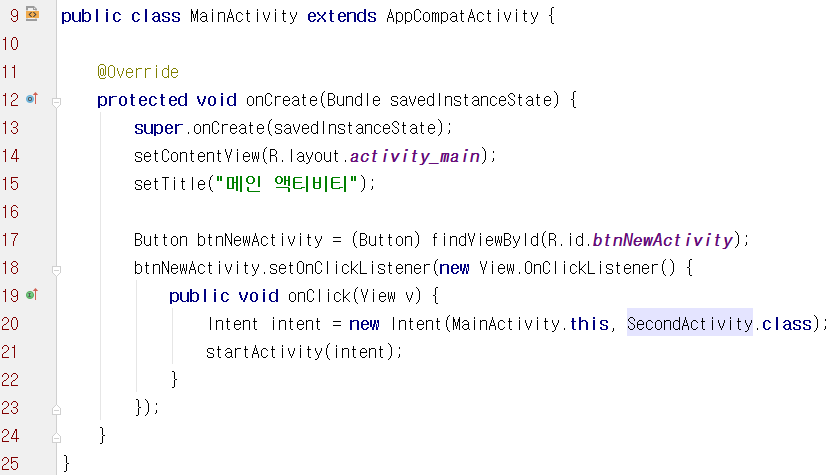 9 public class MainActivity extends AppCompatActivity {
10
11 @Override
12 protected void onCreate(Bundle savedInstanceState) {
13 super.onCreate(savedInstanceState);
14 setContentView(R.layout.activity_main);
15 setTitle("메인 액티비티");
16
17 Button btnNewActivity = (Button) findViewById(R.id.btnNewActivity);
18 btnNewActivity.setOnClickListener(new View.OnClickListener() {
19 public void onClick(View v) {
20 Intent intent = new Intent(MainActivity.this, SecondActivity.class);
21 startActivity(intent);
22 }
23 });
24 }
25 }